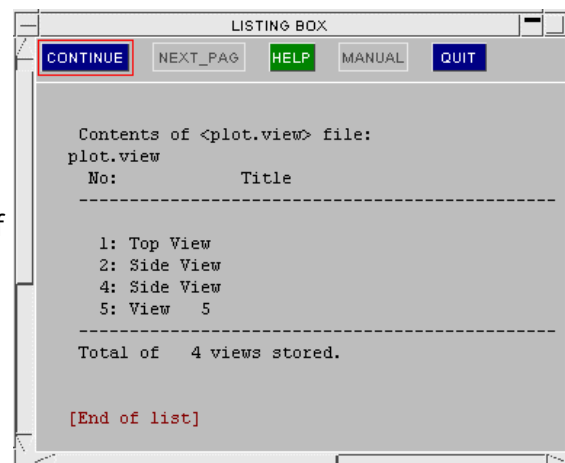 LISTING BOX
CONTINUE NEXT_PAG HELP MANUAL QUIT
Contents of <plot.view> file:
plot.view
No: Title
1: Top View
2: Side View
4: Side View
5: View 5
Total of 4 views stored.
[End of list]